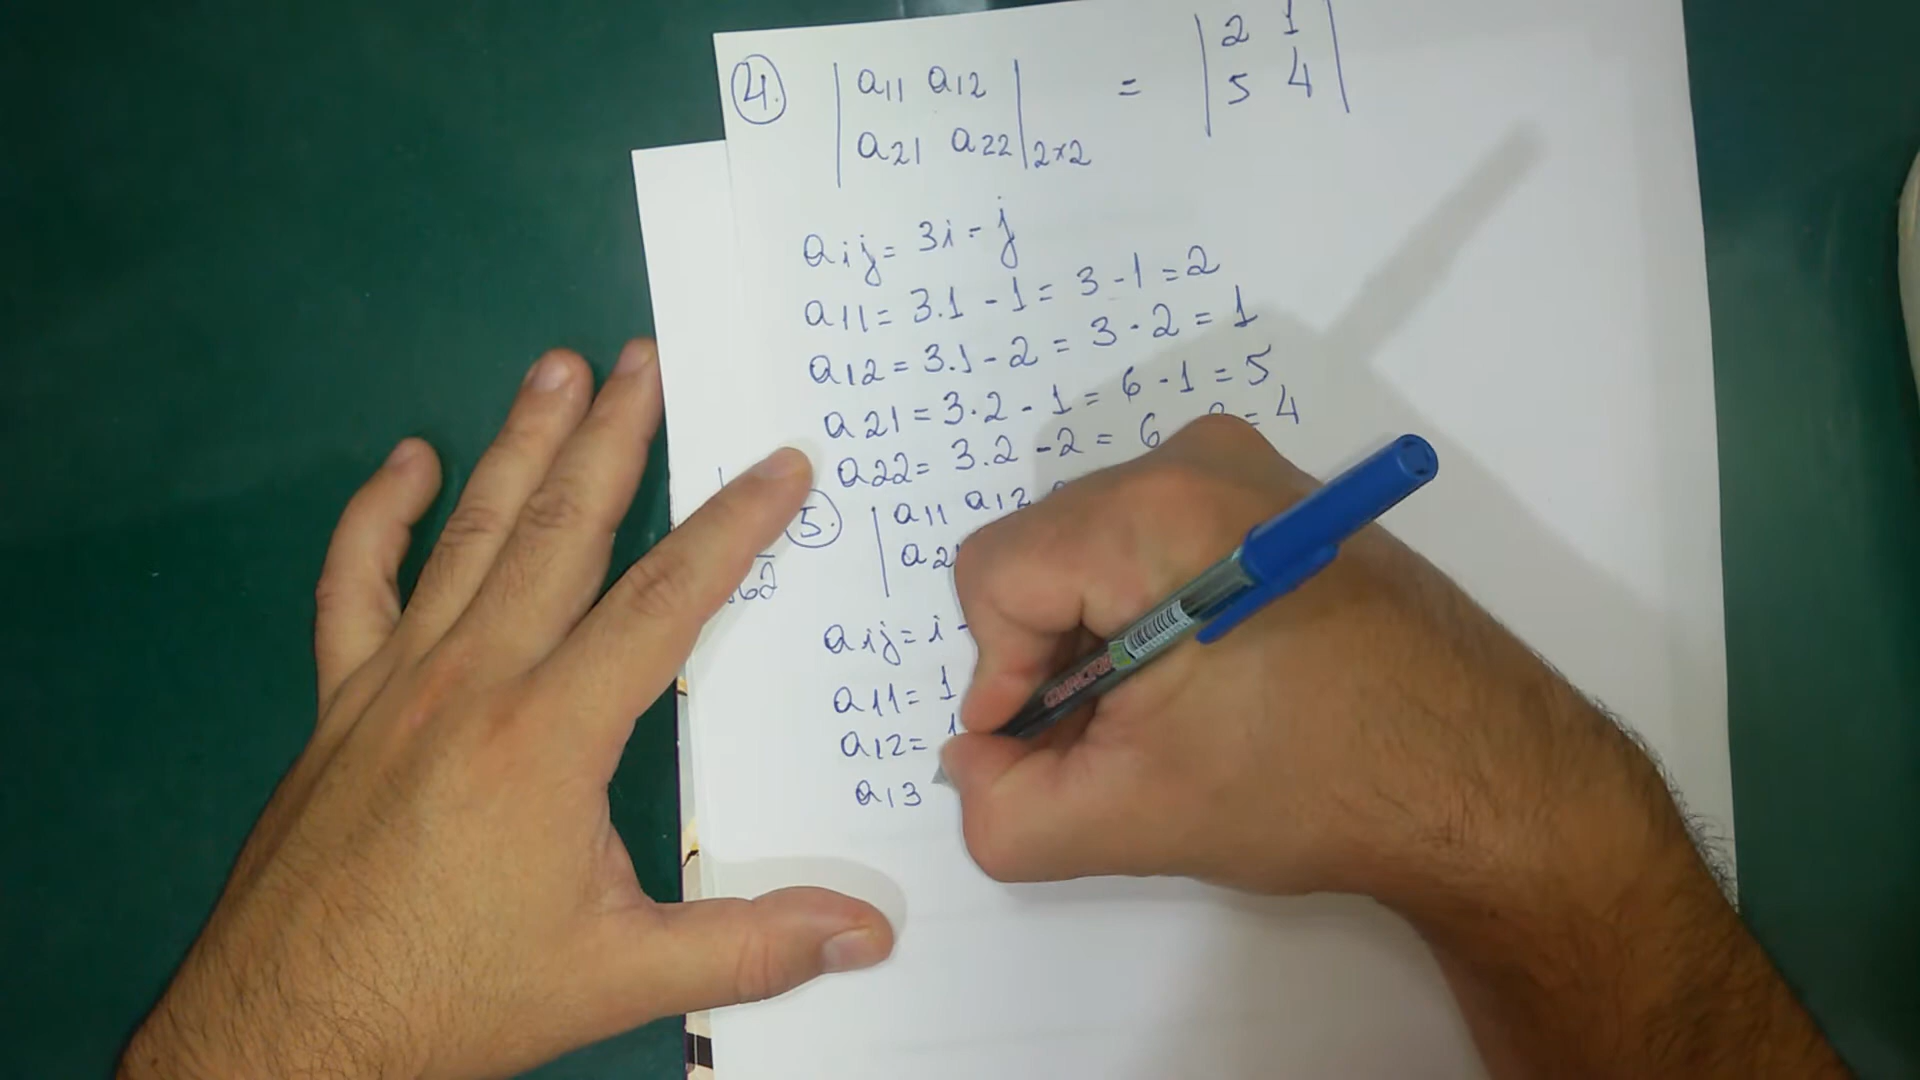 4. | a11 a12 | = | 2 1 |
| a21 a22 | 2x2 | 5 4 |
aij = 3i - j
a11 = 3.1 - 1 = 3 - 1 = 2
a12 = 3.1 - 2 = 3 - 2 = 1
a21 = 3.2 - 1 = 6 - 1 = 5
a22 = 3.2 - 2 = 6 = 4
5. | a11 a12
| a2
aij = i -
a11 = 1
a12 = 1
a13